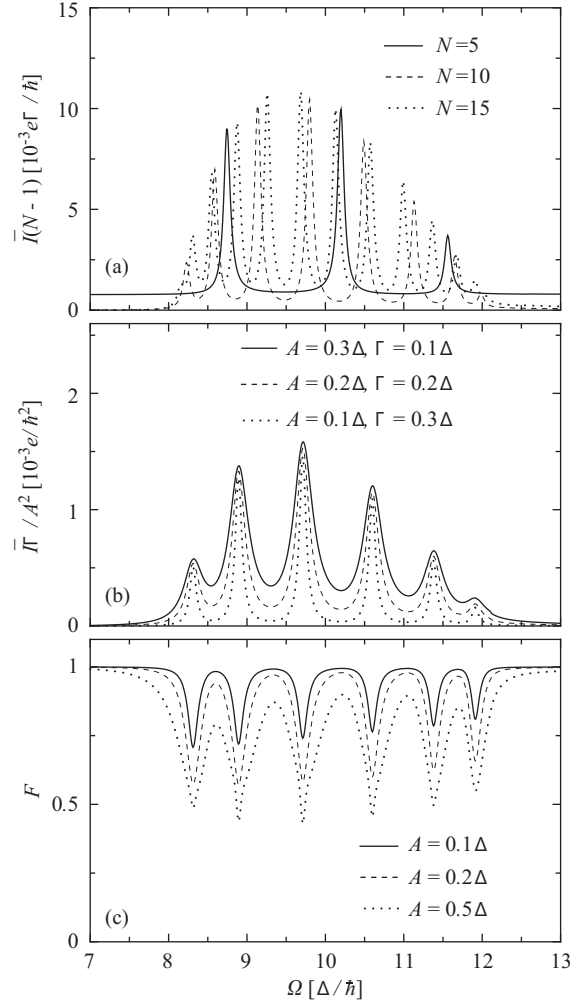 15
10
5
0
Ī(N - 1) [10⁻³eΓ / ħ]
N =5
N =10
N =15
(a)
2
1
0
ĪΓ / A² [10⁻³e/ħ²]
A = 0.3Δ, Γ = 0.1Δ
A = 0.2Δ, Γ = 0.2Δ
A = 0.1Δ, Γ = 0.3Δ
(b)
1
0.5
0
F
A = 0.1Δ
A = 0.2Δ
A = 0.5Δ
(c)
7 8 9 10 11 12 13
Ω [Δ/ħ]